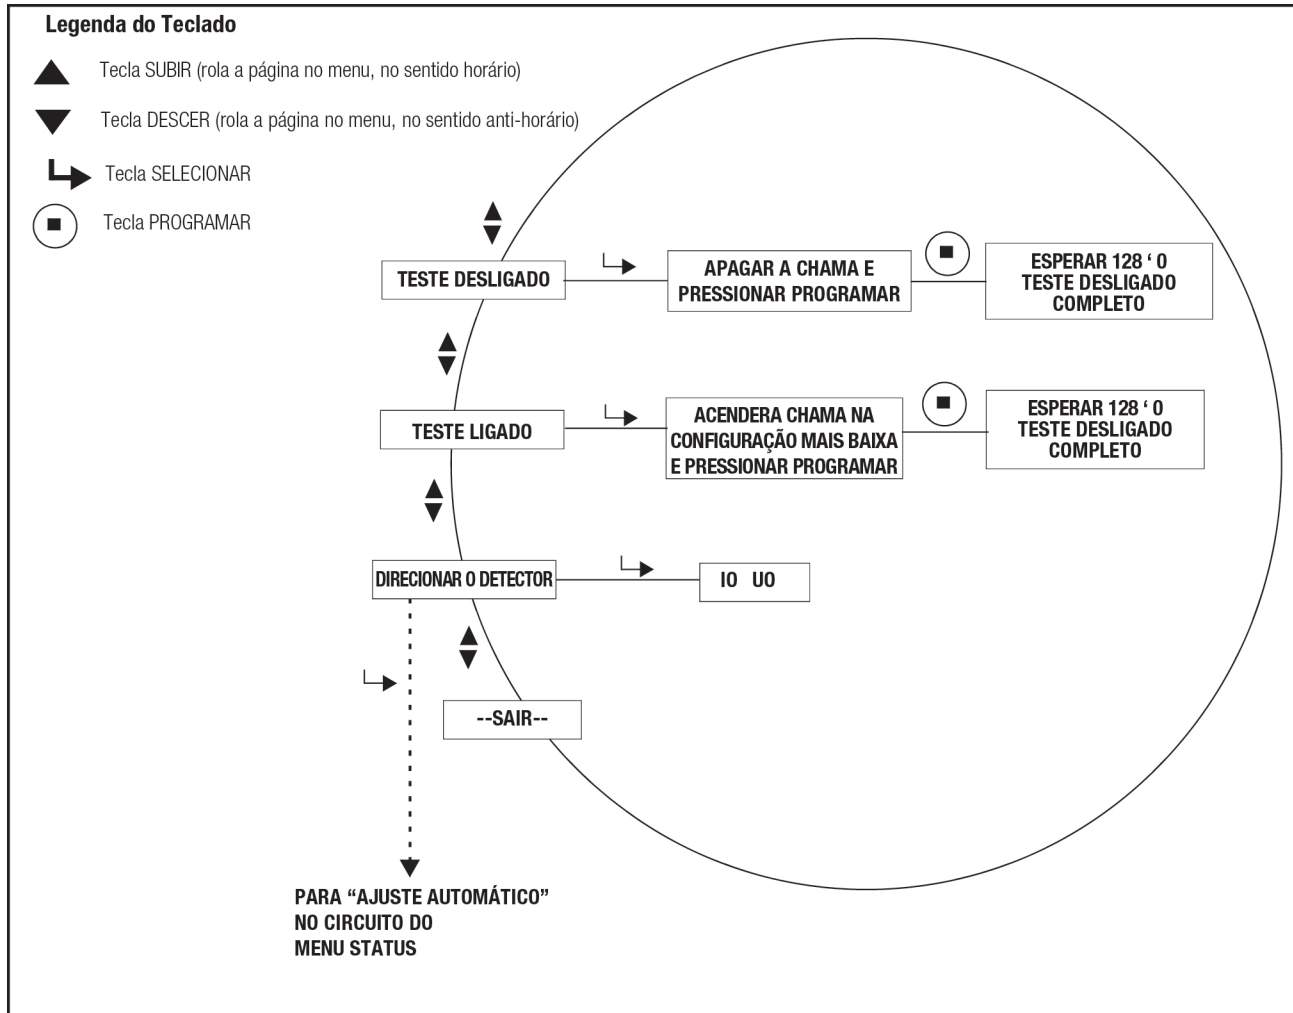 Legenda do Teclado
Tecla SUBIR (rola a página no menu, no sentido horário)
Tecla DESCER (rola a página no menu, no sentido anti-horário)
Tecla SELECIONAR
Tecla PROGRAMAR
TESTE DESLIGADO
APAGAR A CHAMA E
PRESSIONAR PROGRAMAR
ESPERAR 128 ‘ O
TESTE DESLIGADO
COMPLETO
TESTE LIGADO
ACENDERA CHAMA NA
CONFIGURAÇÃO MAIS BAIXA
E PRESSIONAR PROGRAMAR
ESPERAR 128 ‘ O
TESTE DESLIGADO
COMPLETO
DIRECIONAR O DETECTOR
IO UO
--SAIR--
PARA “AJUSTE AUTOMÁTICO”
NO CIRCUITO DO
MENU STATUS